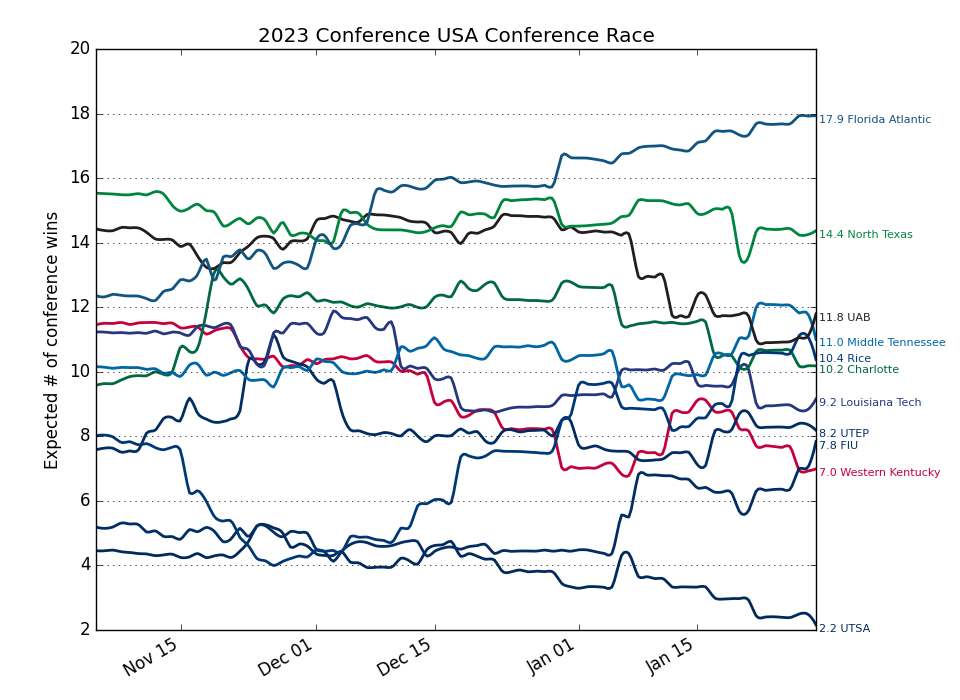 2023 Conference USA Conference Race
Expected # of conference wins
20
18
16
14
12
10
8
6
4
2
Nov 15
Dec 01
Dec 15
Jan 01
Jan 15
17.9 Florida Atlantic
14.4 North Texas
11.8 UAB
11.0 Middle Tennessee
10.4 Rice
10.2 Charlotte
9.2 Louisiana Tech
8.2 UTEP
7.8 FIU
7.0 Western Kentucky
2.2 UTSA